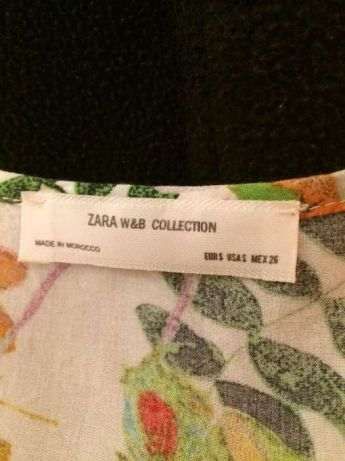 ZARA W&B COLLECTION
MADE IN MOROCCO
EUR S USA S MEX 26